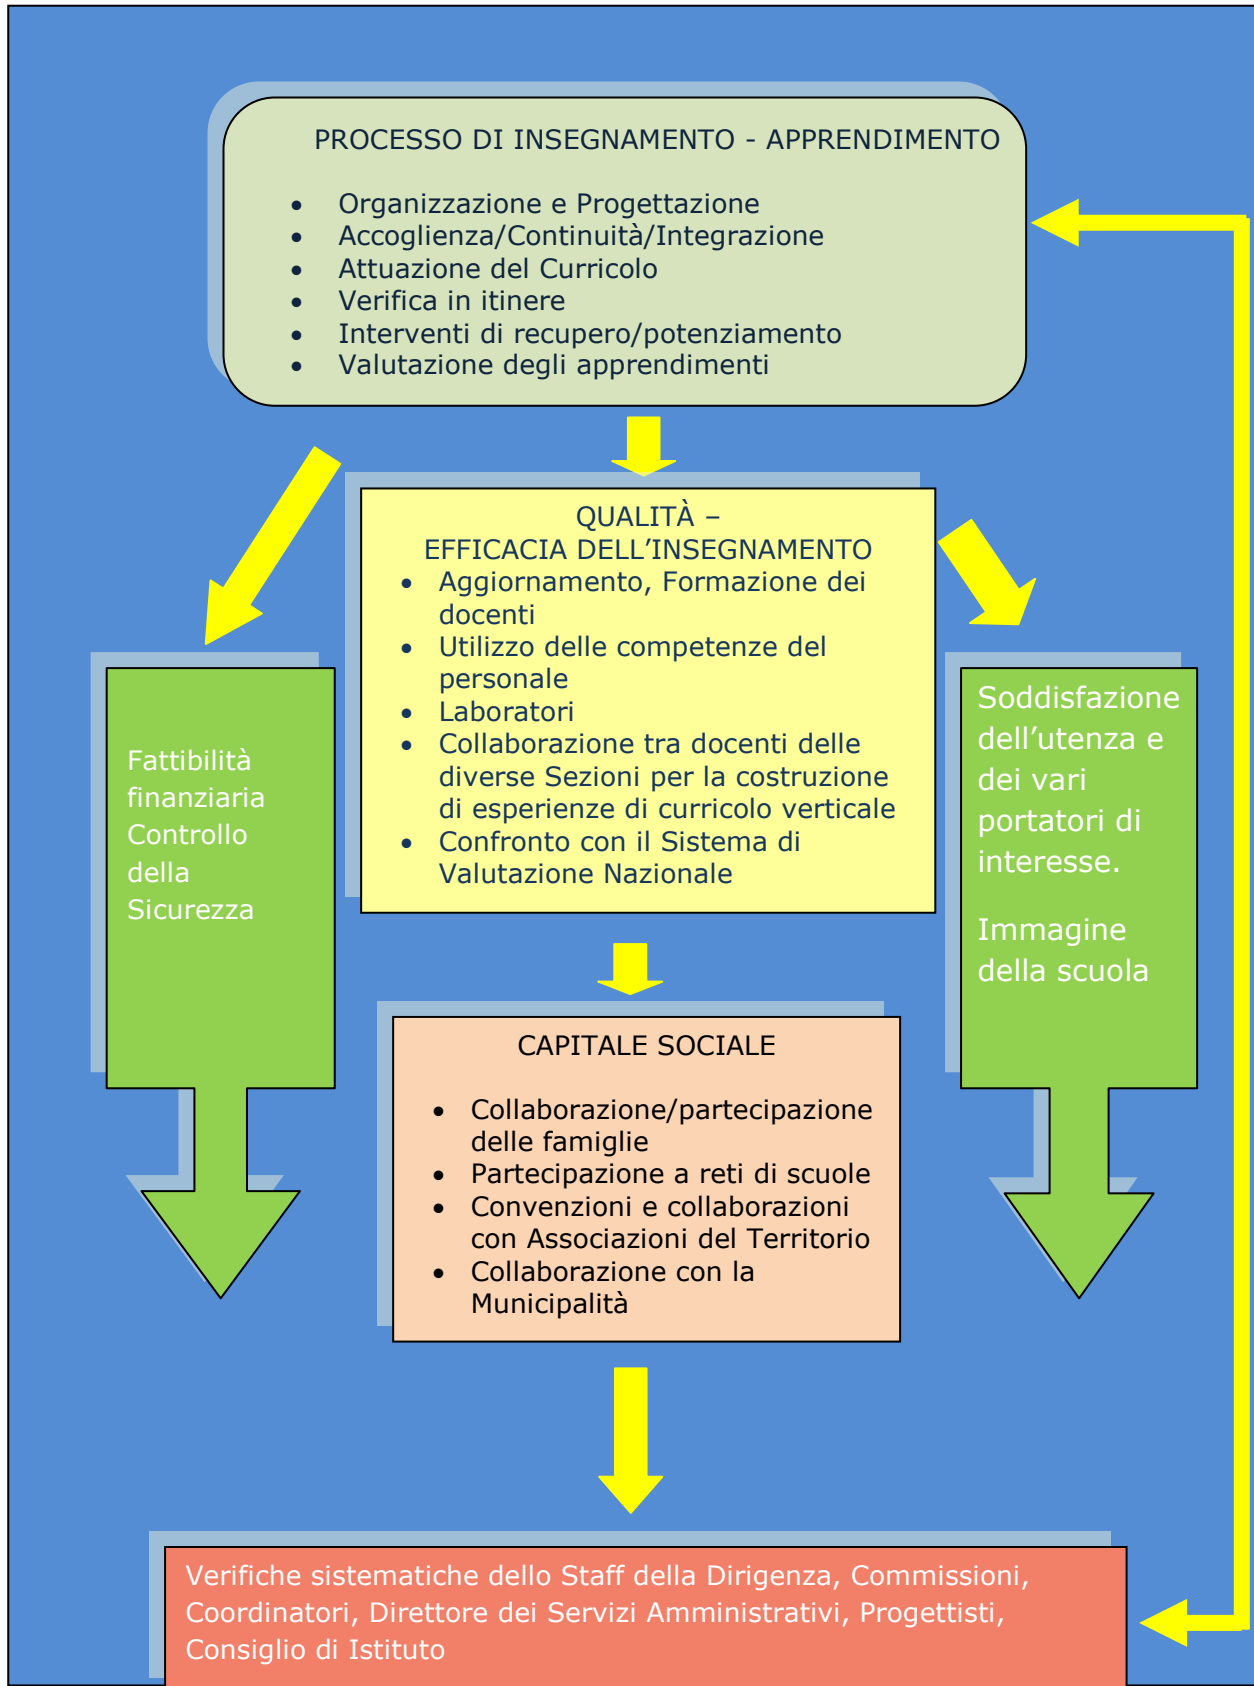 PROCESSO DI INSEGNAMENTO - APPRENDIMENTO
• Organizzazione e Progettazione
• Accoglienza/Continuità/Integrazione
• Attuazione del Curricolo
• Verifica in itinere
• Interventi di recupero/potenziamento
• Valutazione degli apprendimenti
QUALITÀ –
EFFICACIA DELL’INSEGNAMENTO
• Aggiornamento, Formazione dei
docenti
• Utilizzo delle competenze del
personale
• Laboratori
• Collaborazione tra docenti delle
diverse Sezioni per la costruzione
di esperienze di curricolo verticale
• Confronto con il Sistema di
Valutazione Nazionale
Fattibilità
finanziaria
Controllo
della
Sicurezza
Soddisfazione
dell’utenza e
dei vari
portatori di
interesse.
Immagine
della scuola
CAPITALE SOCIALE
• Collaborazione/partecipazione
delle famiglie
• Partecipazione a reti di scuole
• Convenzioni e collaborazioni
con Associazioni del Territorio
• Collaborazione con la
Municipalità
Verifiche sistematiche dello Staff della Dirigenza, Commissioni,
Coordinatori, Direttore dei Servizi Amministrativi, Progettisti,
Consiglio di Istituto